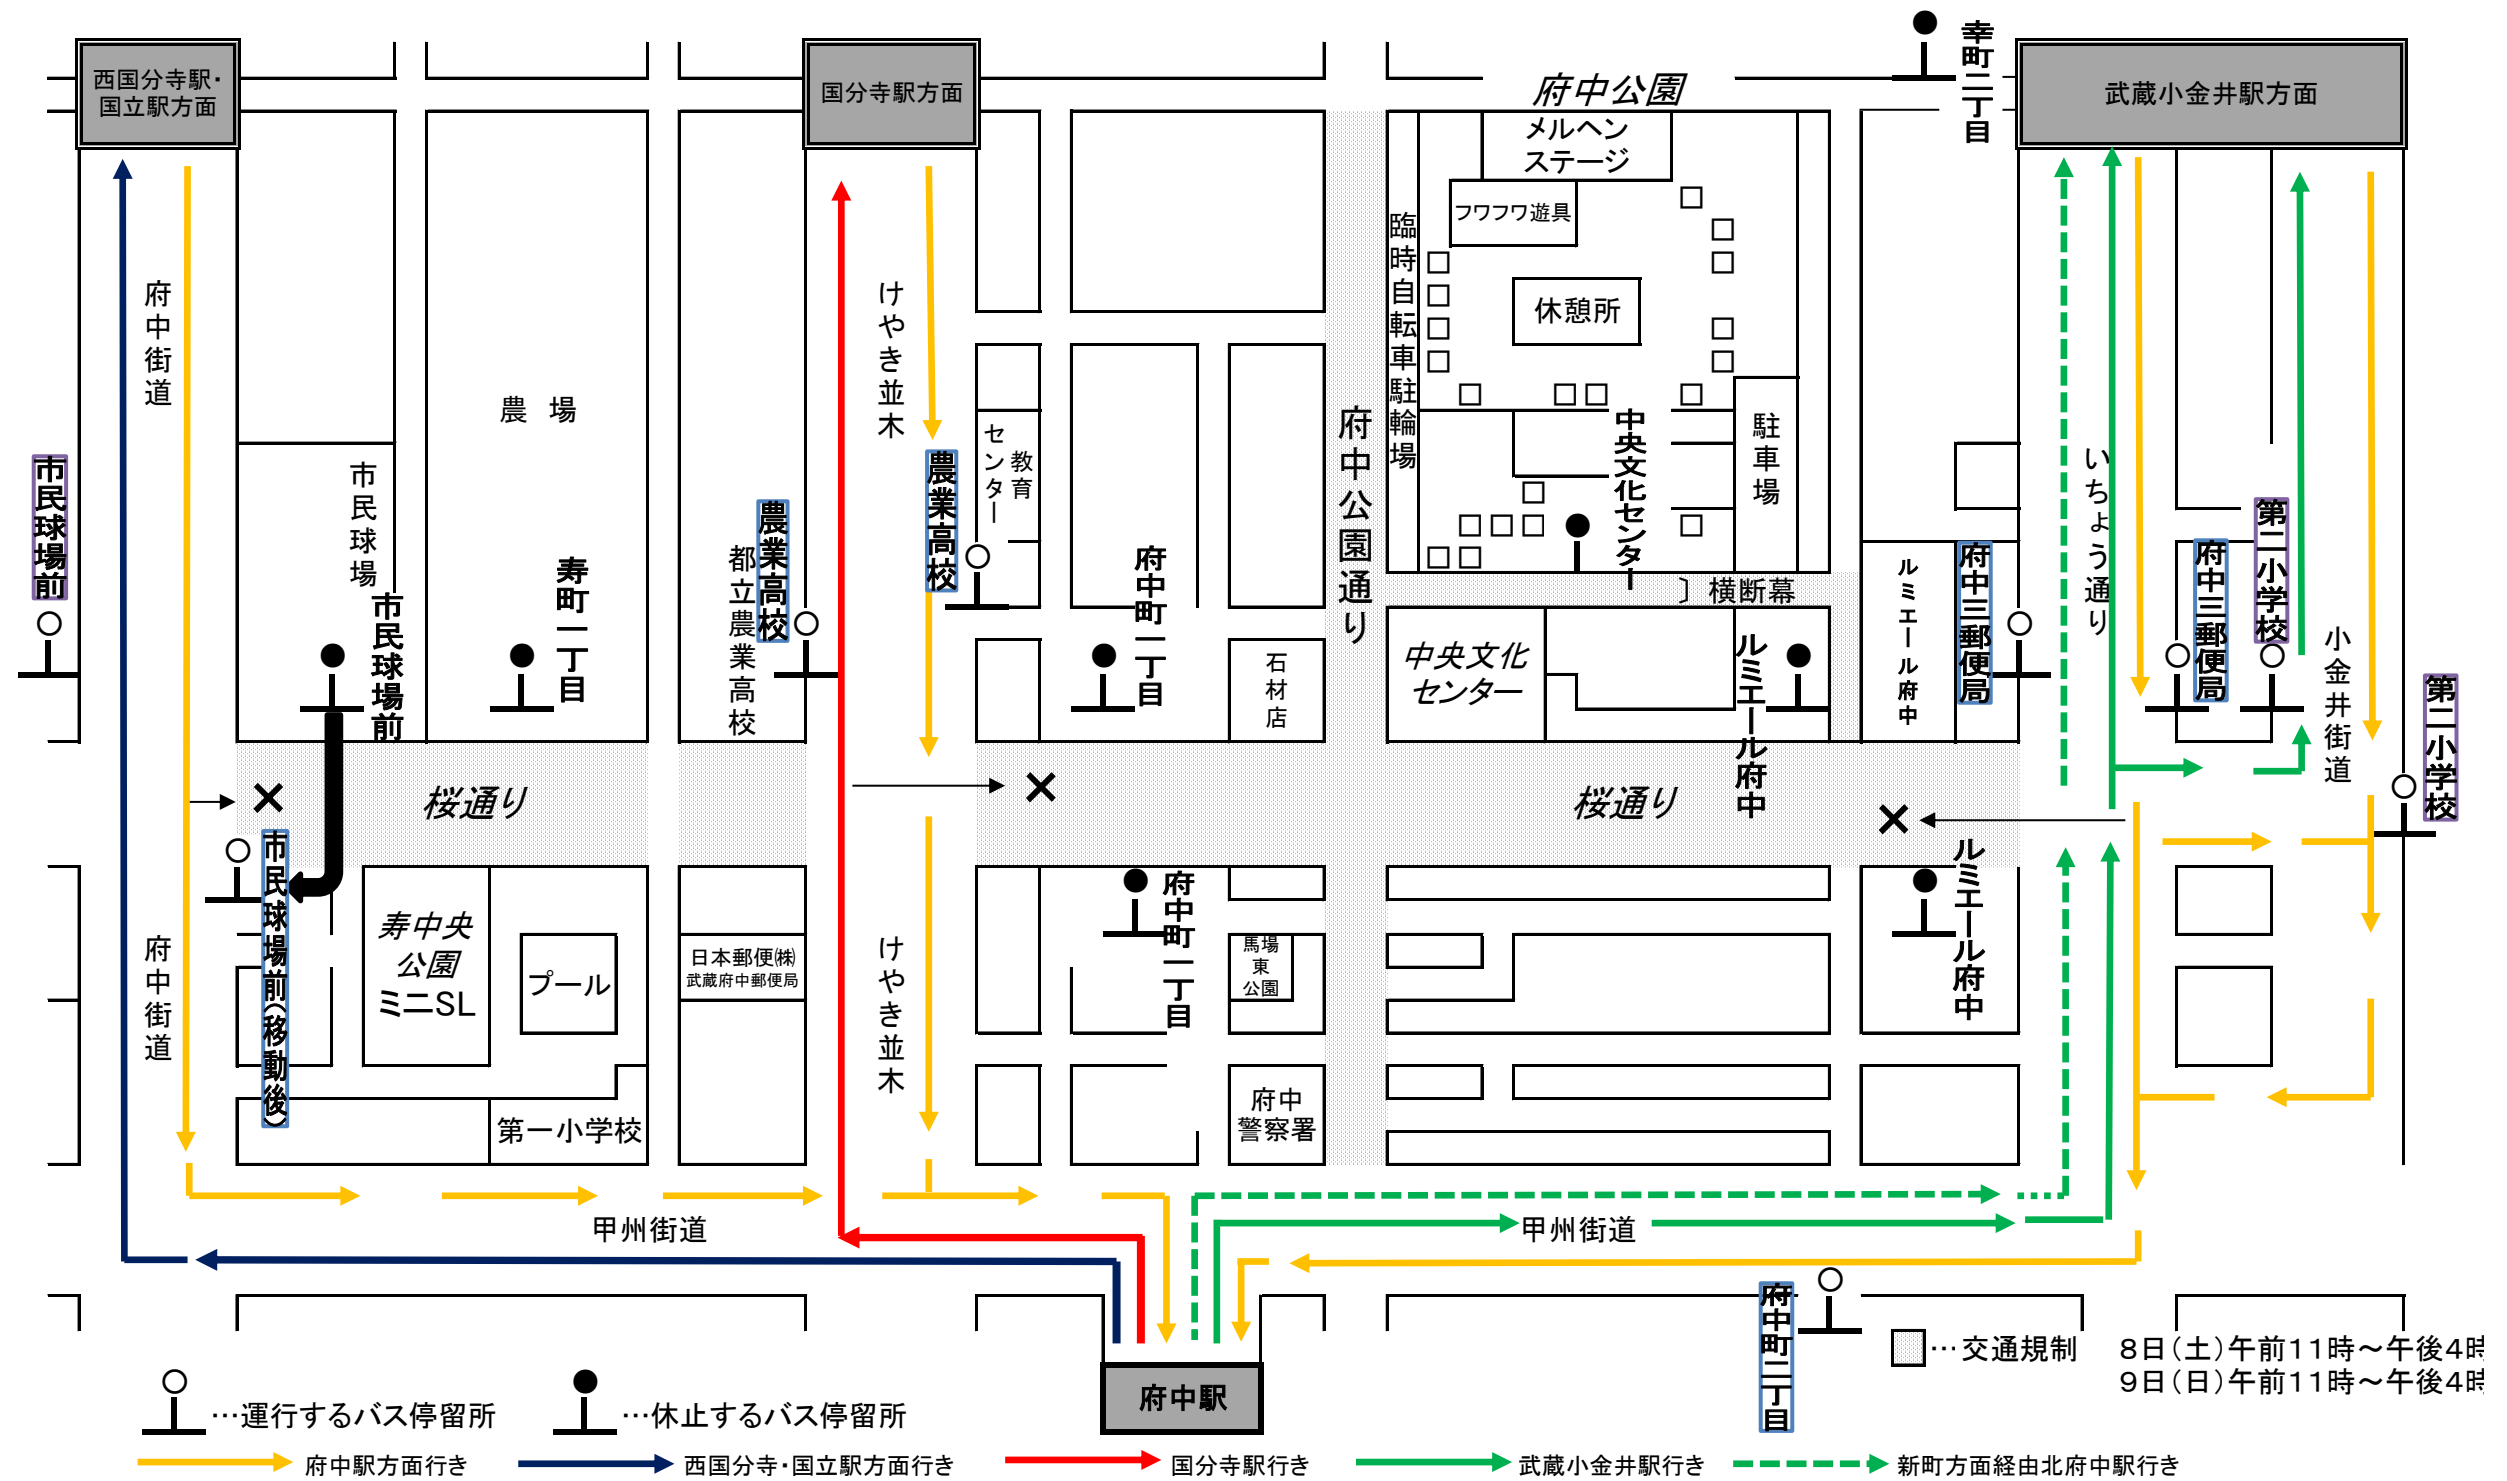 西国分寺駅・
国立駅方面
国分寺駅方面
武蔵小金井駅方面
幸町二丁目
府中公園
メルヘン
ステージ
フワフワ遊具
休憩所
臨時自転車駐輪場
駐車場
中央文化センター
府中公園通り
〕横断幕
府中街道
けやき並木
農　場
市民球場
市民球場前
市民球場前
寿町一丁目
都立農業高校
農業高校
農業高校
教育
センター
府中町一丁目
石材店
中央文化
センター
ルミエール府中
ルミエール府中
府中三郵便局
いちょう通り
府中三郵便局
第二小学校
小金井街道
第二小学校
桜通り
桜通り
市民球場前(移動後)
府中街道
寿中央
公園
ミニSL
プール
第一小学校
日本郵便㈱
武蔵府中郵便局
けやき並木
府中町一丁目
馬場
東
公園
府中
警察署
ルミエール府中
甲州街道
甲州街道
府中町二丁目
府中駅
…交通規制
8日(土)午前11時～午後4時
9日(日)午前11時～午後4時
…運行するバス停留所
…休止するバス停留所
府中駅方面行き
西国分寺・国立駅方面行き
国分寺駅行き
武蔵小金井駅行き
新町方面経由北府中駅行き